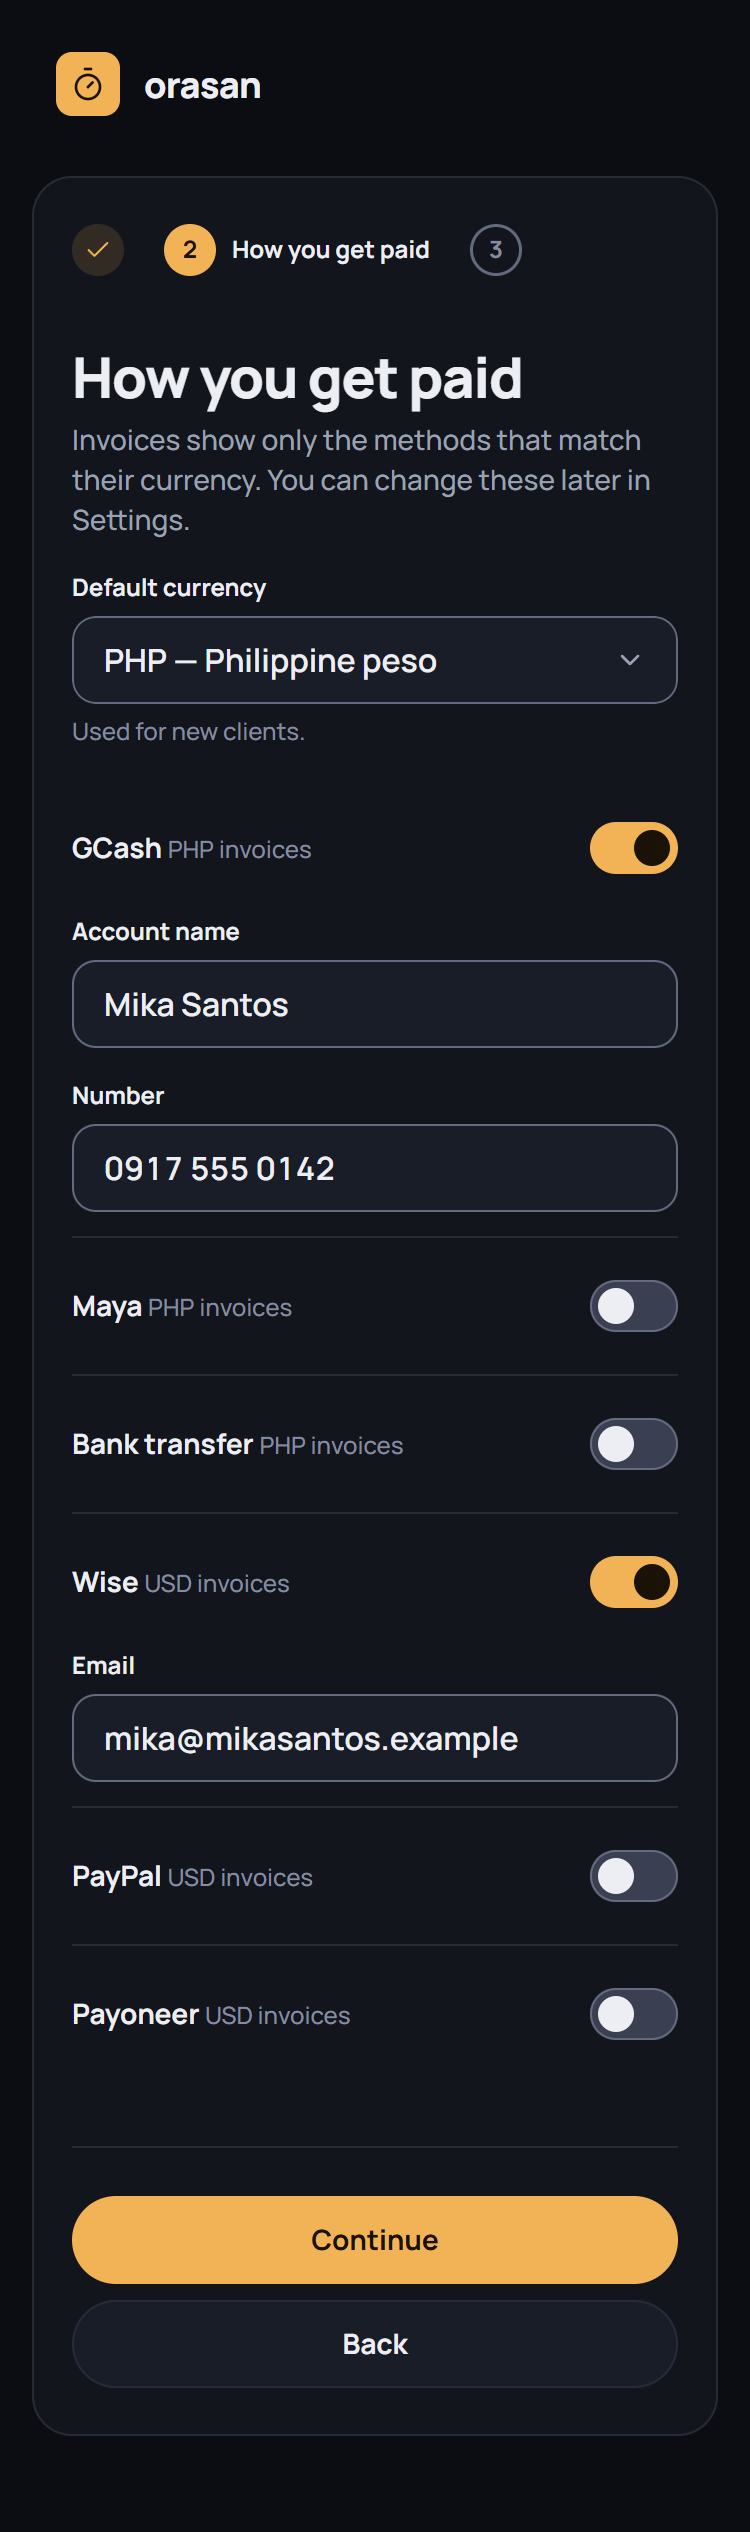 orasan
2 How you get paid 3
How you get paid
Invoices show only the methods that match
their currency. You can change these later in
Settings.
Default currency
PHP — Philippine peso
Used for new clients.
GCash PHP invoices
Account name
Mika Santos
Number
0917 555 0142
Maya PHP invoices
Bank transfer PHP invoices
Wise USD invoices
Email
mika@mikasantos.example
PayPal USD invoices
Payoneer USD invoices
Continue
Back